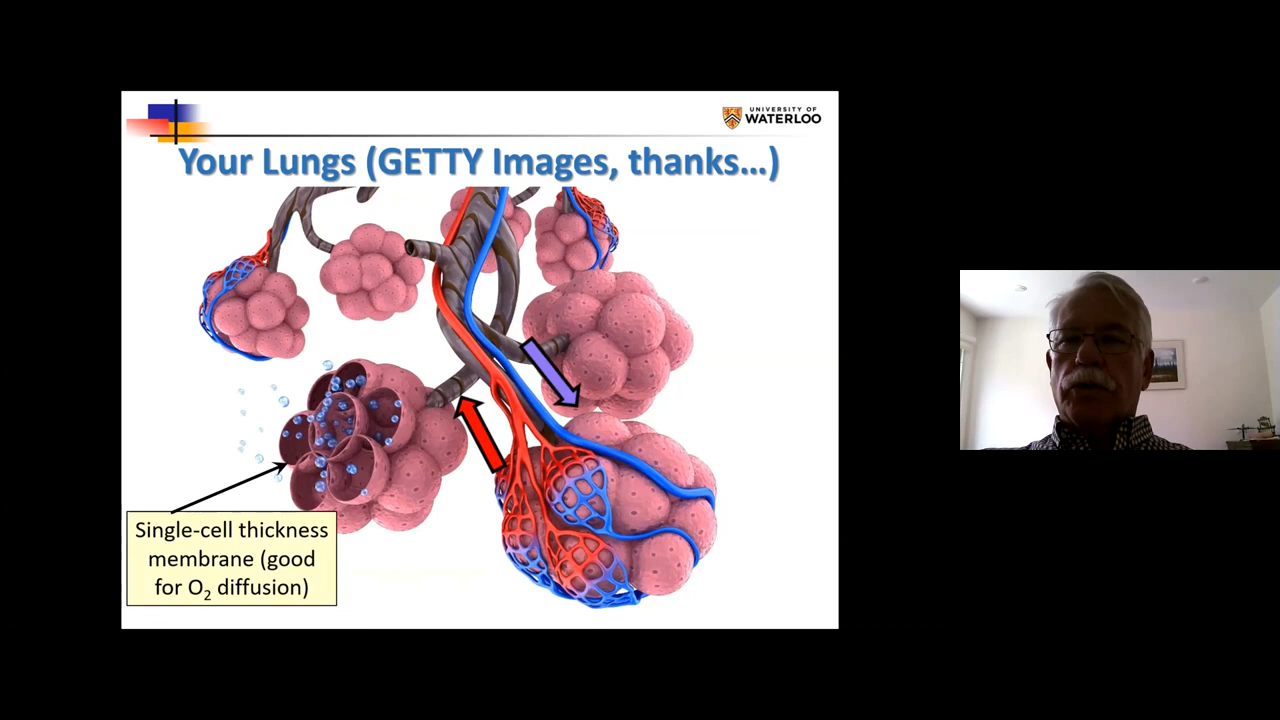 UNIVERSITY OF
WATERLOO
Your Lungs (GETTY Images, thanks…)
Single-cell thickness
membrane (good
for O₂ diffusion)